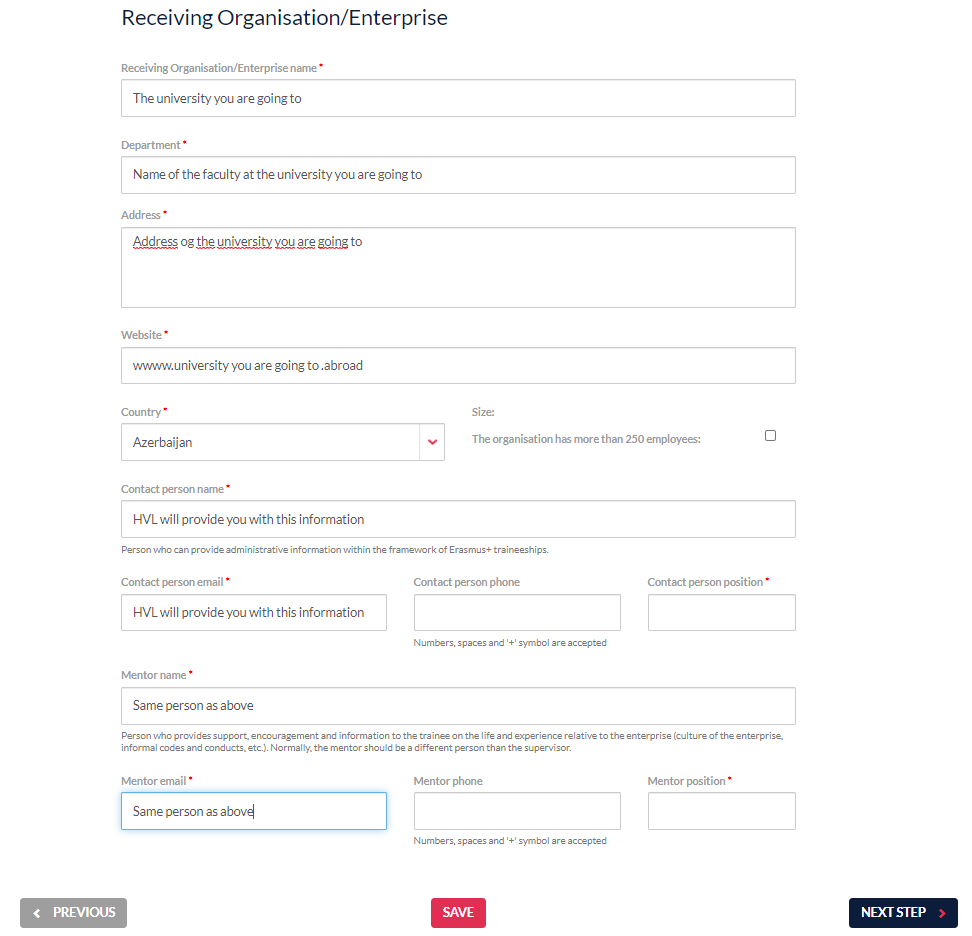 Receiving Organisation/Enterprise
Receiving Organisation/Enterprise name *
The university you are going to
Department *
Name of the faculty at the university you are going to
Address *
Address og the university you are going to
Website *
wwww.university you are going to .abroad
Country * Size:
Azerbaijan The organisation has more than 250 employees:
Contact person name *
HVL will provide you with this information
Person who can provide administrative information within the framework of Erasmus+ traineeships.
Contact person email * Contact person phone Contact person position *
HVL will provide you with this information
Numbers, spaces and '+' symbol are accepted
Mentor name *
Same person as above
Person who provides support, encouragement and information to the trainee on the life and experience relative to the enterprise (culture of the enterprise,
informal codes and conducts, etc.). Normally, the mentor should be a different person than the supervisor.
Mentor email * Mentor phone Mentor position *
Same person as above
Numbers, spaces and '+' symbol are accepted
PREVIOUS SAVE NEXT STEP